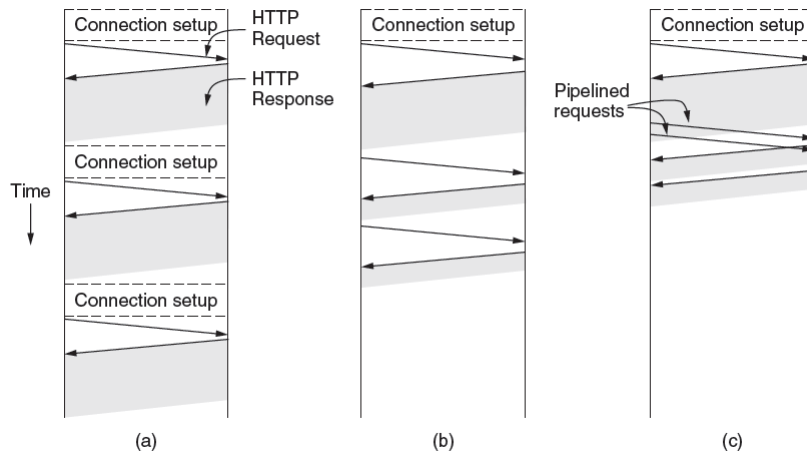 Connection setup
HTTP
Request
HTTP
Response
Connection setup
Connection setup
Time
(a)
Connection setup
(b)
Connection setup
Pipelined
requests
(c)